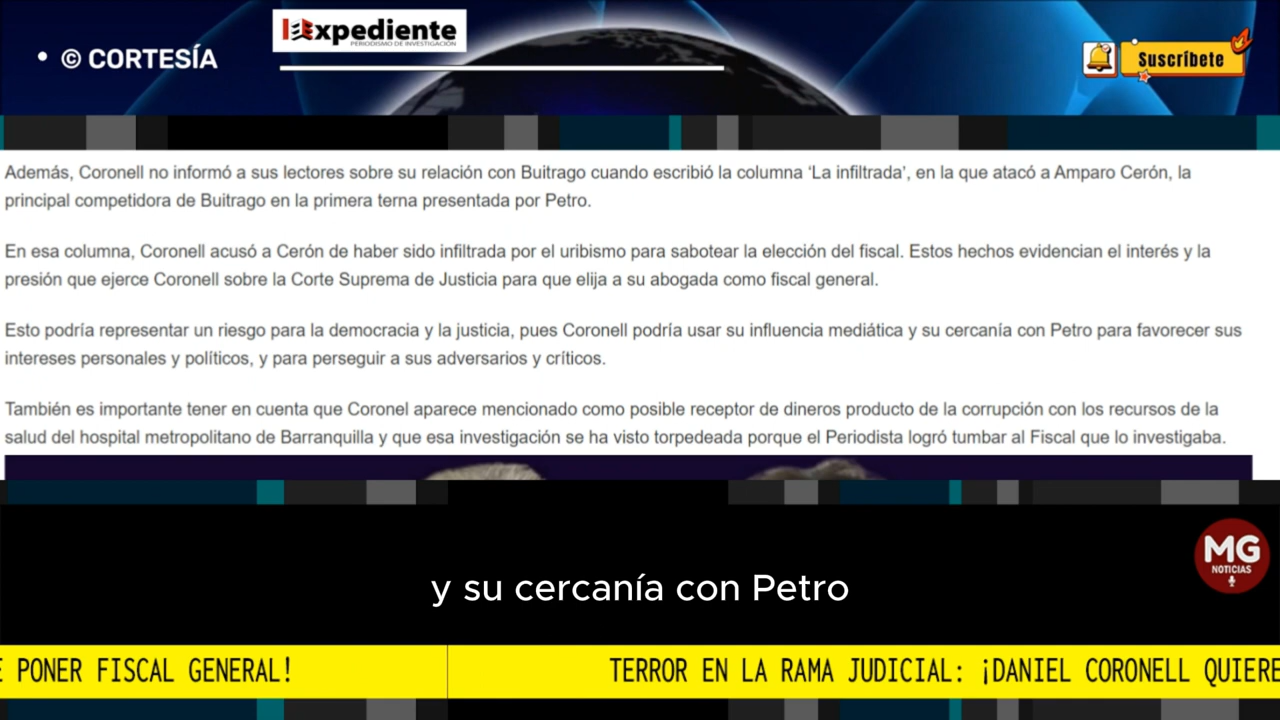 • © CORTESÍA
Expediente
PERIODISMO DE INVESTIGACIÓN
Suscríbete
Además, Coronell no informó a sus lectores sobre su relación con Buitrago cuando escribió la columna ‘La infiltrada’, en la que atacó a Amparo Cerón, la
principal competidora de Buitrago en la primera terna presentada por Petro.
En esa columna, Coronell acusó a Cerón de haber sido infiltrada por el uribismo para sabotear la elección del fiscal. Estos hechos evidencian el interés y la
presión que ejerce Coronell sobre la Corte Suprema de Justicia para que elija a su abogada como fiscal general.
Esto podría representar un riesgo para la democracia y la justicia, pues Coronell podría usar su influencia mediática y su cercanía con Petro para favorecer sus
intereses personales y políticos, y para perseguir a sus adversarios y críticos.
También es importante tener en cuenta que Coronel aparece mencionado como posible receptor de dineros producto de la corrupción con los recursos de la
salud del hospital metropolitano de Barranquilla y que esa investigación se ha visto torpedeada porque el Periodista logró tumbar al Fiscal que lo investigaba.
MG
NOTICIAS
y su cercanía con Petro
E PONER FISCAL GENERAL! TERROR EN LA RAMA JUDICIAL: ¡DANIEL CORONELL QUIERE